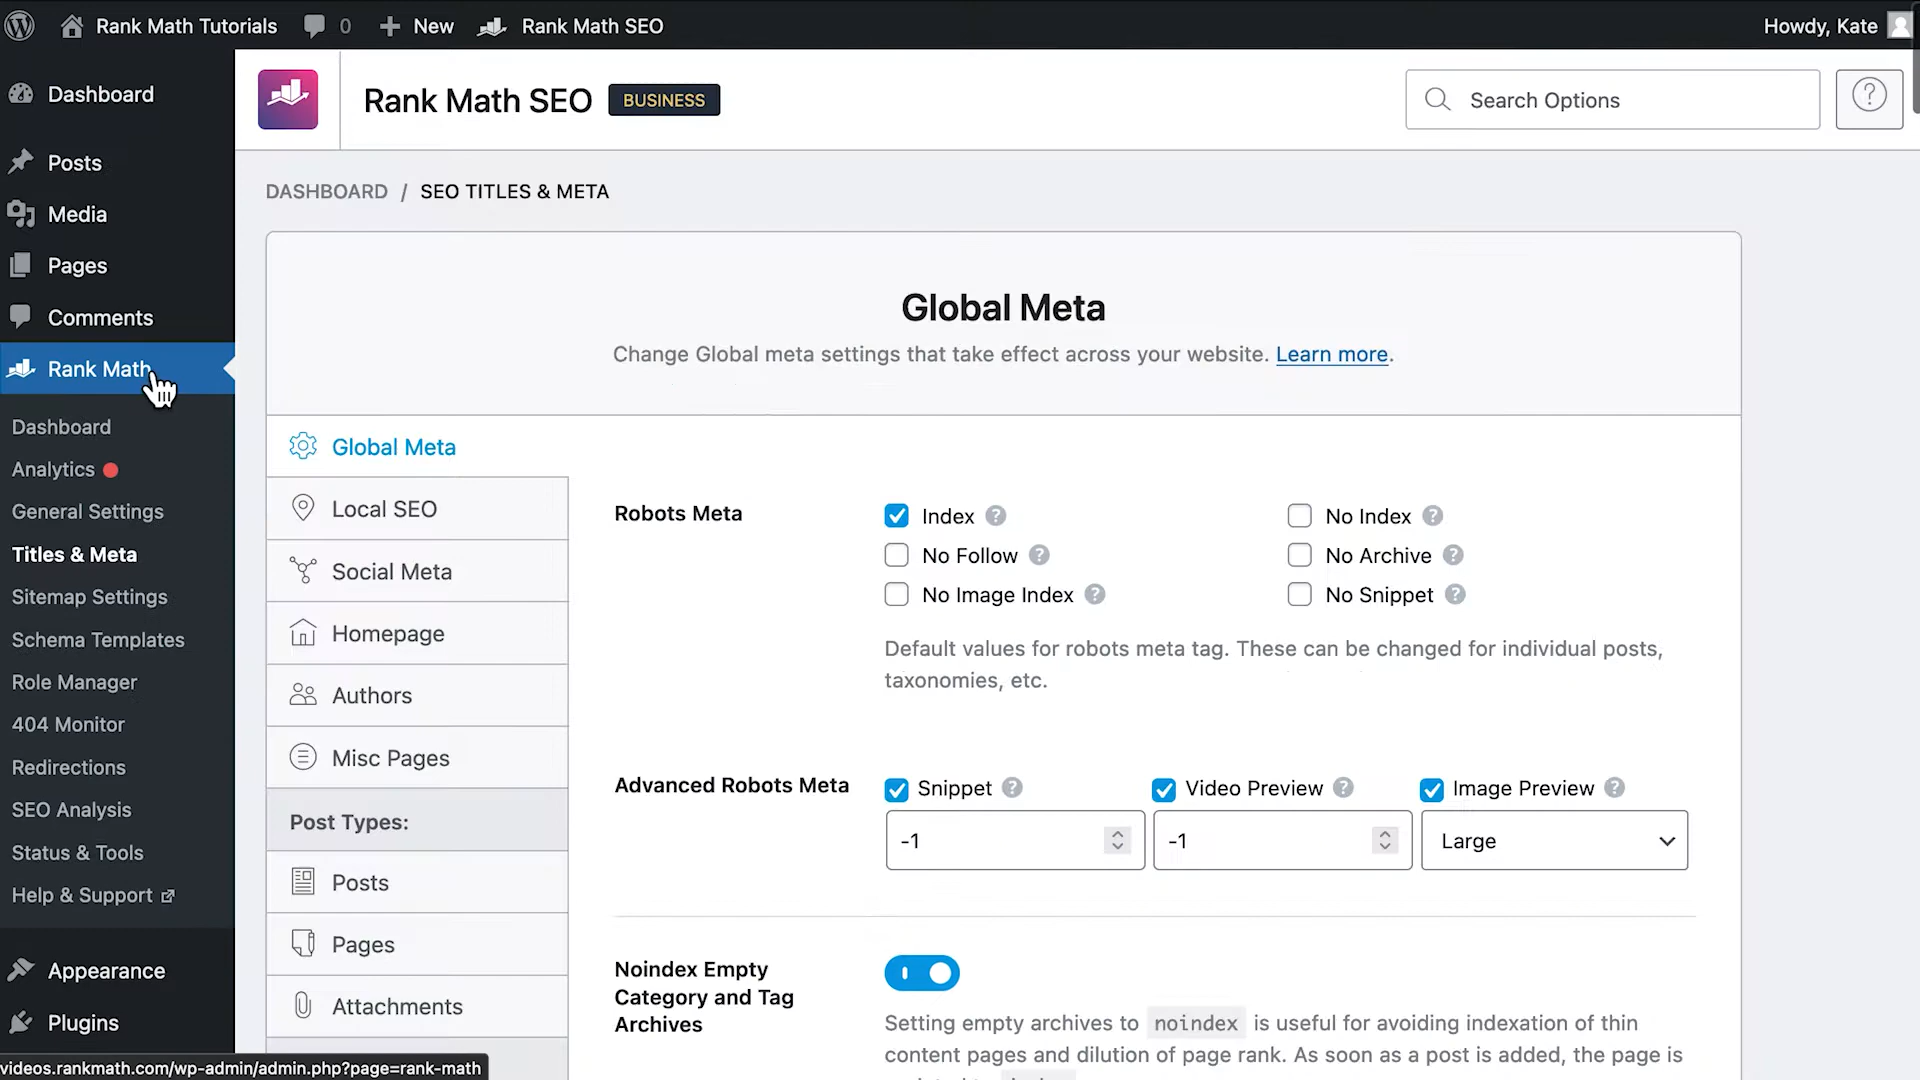 Rank Math Tutorials 0 New Rank Math SEO Howdy, Kate
Dashboard
Posts
Media
Pages
Comments
Rank Math
Dashboard
Analytics
General Settings
Titles & Meta
Sitemap Settings
Schema Templates
Role Manager
404 Monitor
Redirections
SEO Analysis
Status & Tools
Help & Support
Appearance
Plugins
videos.rankmath.com/wp-admin/admin.php?page=rank-math
Rank Math SEO BUSINESS
Search Options
DASHBOARD / SEO TITLES & META
Global Meta
Change Global meta settings that take effect across your website. Learn more.
Global Meta
Local SEO
Social Meta
Homepage
Authors
Misc Pages
Post Types:
Posts
Pages
Attachments
Robots Meta
Index ? No Index ?
No Follow ? No Archive ?
No Image Index ? No Snippet ?
Default values for robots meta tag. These can be changed for individual posts,
taxonomies, etc.
Advanced Robots Meta
Snippet ? Video Preview ? Image Preview ?
-1 -1 Large
Noindex Empty
Category and Tag
Archives
Setting empty archives to noindex is useful for avoiding indexation of thin
content pages and dilution of page rank. As soon as a post is added, the page is